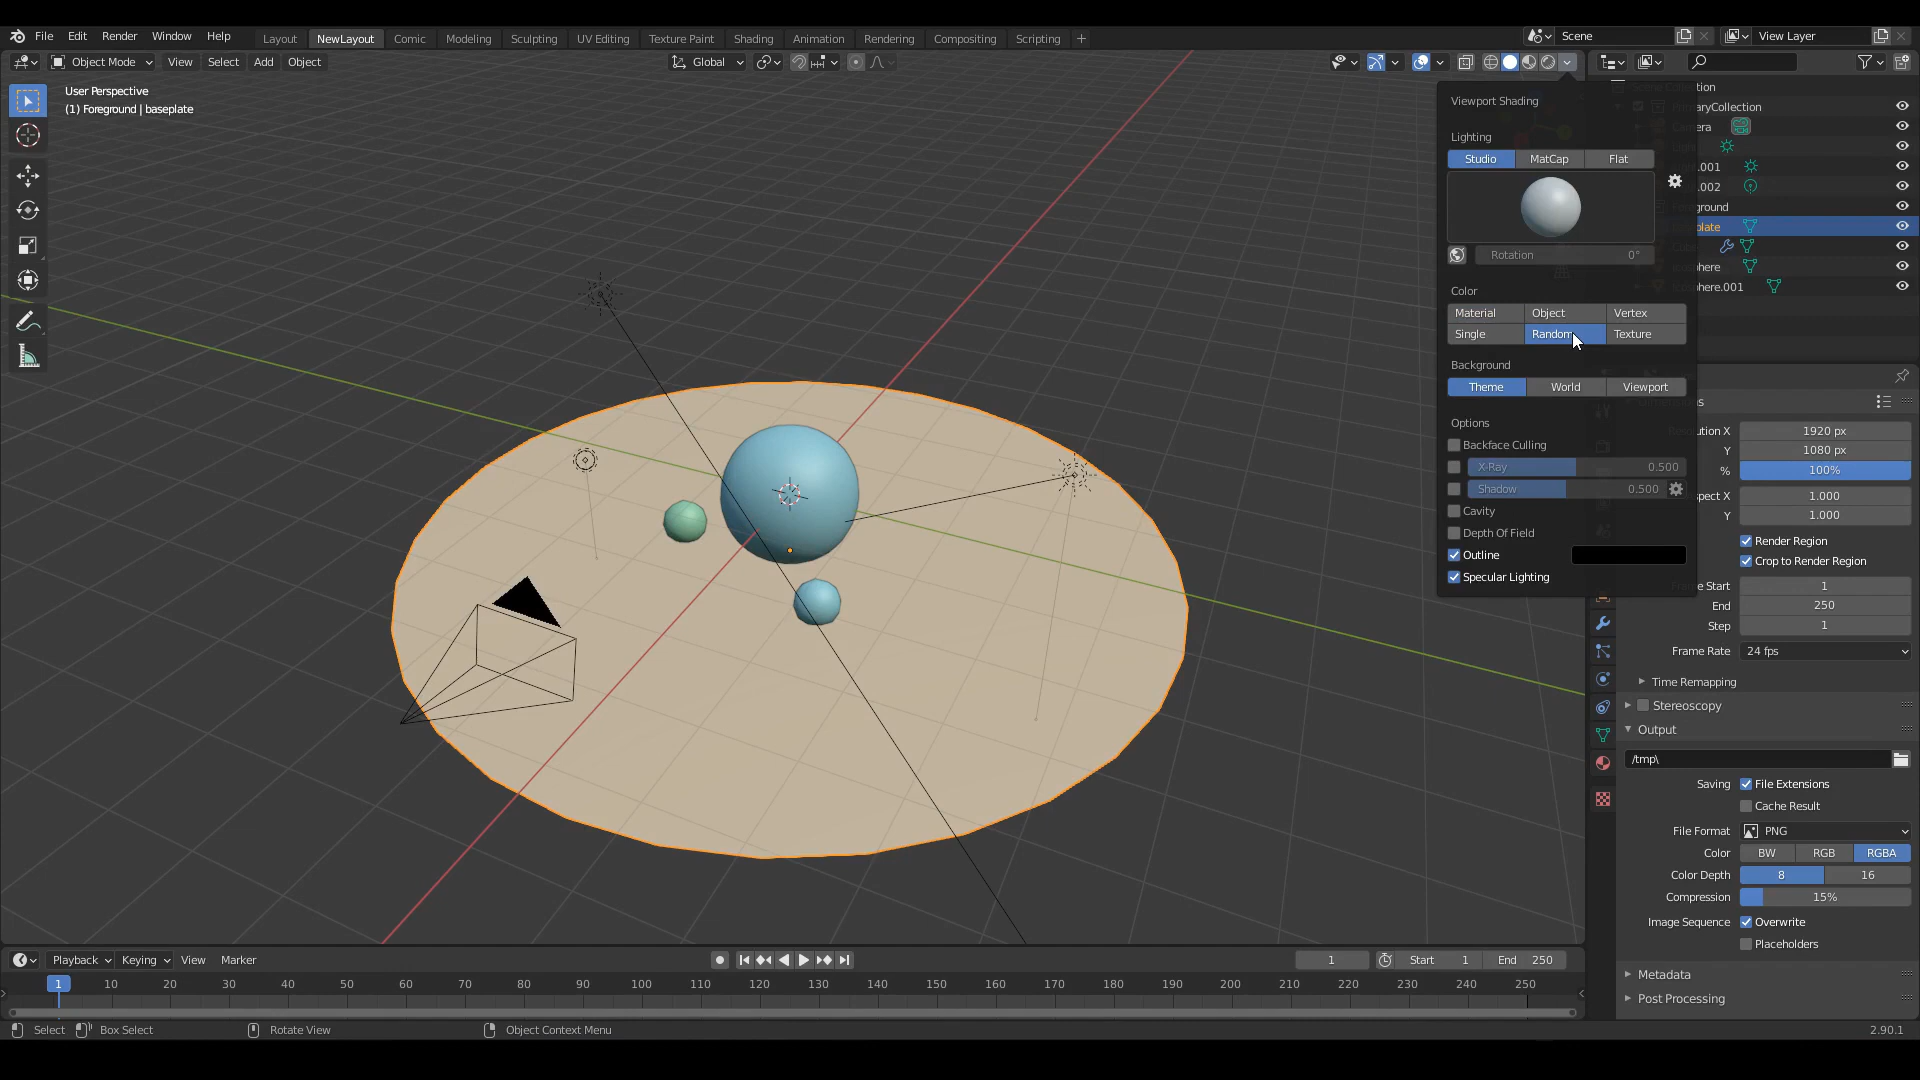 File Edit Render Window Help Layout NewLayout Comic Modeling Sculpting UV Editing Texture Paint Shading Animation Rendering Compositing Scripting + Scene View Layer
Object Mode View Select Add Object Global
User Perspective
(1) Foreground | baseplate
Viewport Shading
Lighting
Studio MatCap Flat
Rotation 0°
Color
Material Object Vertex
Single Random Texture
Background
Theme World Viewport
Options
Backface Culling
X-Ray 0.500
Shadow 0.500
Cavity
Depth Of Field
Outline
Specular Lighting
Collection
PrimaryCollection
.001
.002
Resolution X 1920 px
Y 1080 px
% 100%
Aspect X 1.000
Y 1.000
Render Region
Crop to Render Region
Frame Start 1
End 250
Step 1
Frame Rate 24 fps
Time Remapping
Stereoscopy
Output
/tmp\
Saving File Extensions
Cache Result
File Format PNG
Color BW RGB RGBA
Color Depth 8 16
Compression 15%
Image Sequence Overwrite
Placeholders
Metadata
Post Processing
Playback Keying View Marker 1 Start 1 End 250
1 10 20 30 40 50 60 70 80 90 100 110 120 130 140 150 160 170 180 190 200 210 220 230 240 250
Select Box Select Rotate View Object Context Menu 2.90.1